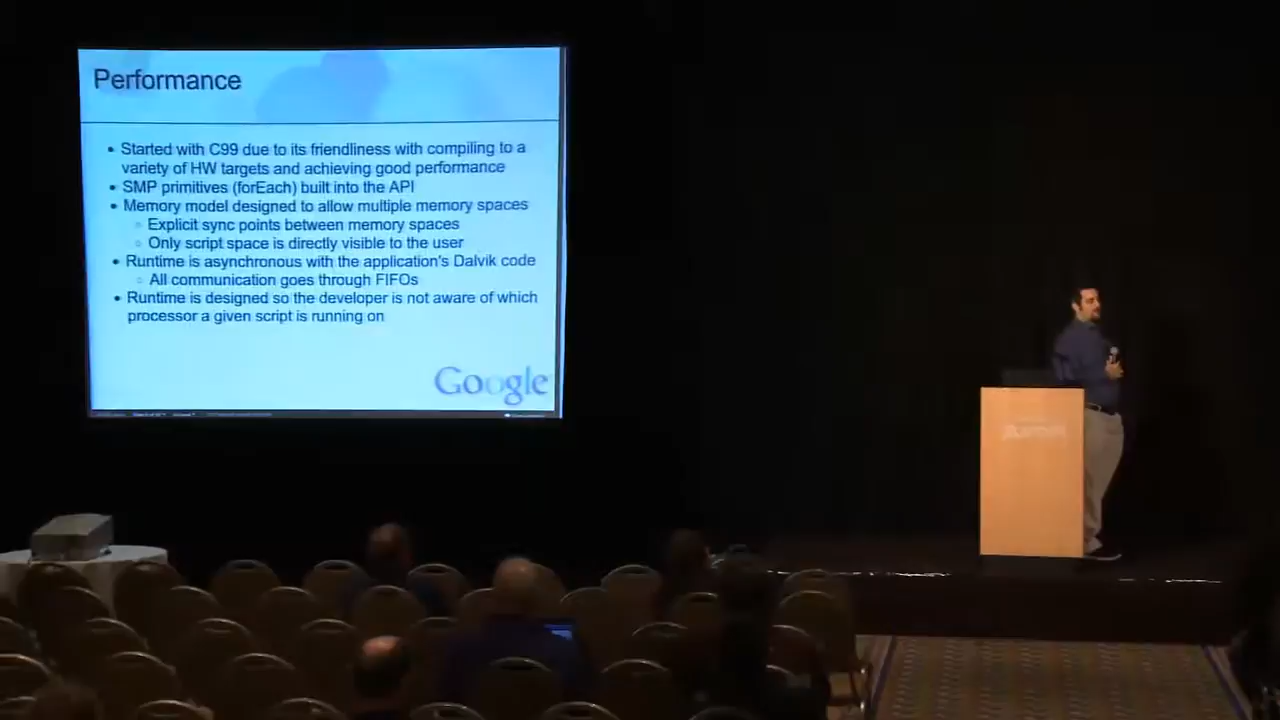 Performance
• Started with C99 due to its friendliness with compiling to a
variety of HW targets and achieving good performance
• SMP primitives (forEach) built into the API
• Memory model designed to allow multiple memory spaces
○ Explicit sync points between memory spaces
○ Only script space is directly visible to the user
• Runtime is asynchronous with the application's Dalvik code
○ All communication goes through FIFOs
• Runtime is designed so the developer is not aware of which
processor a given script is running on
Google